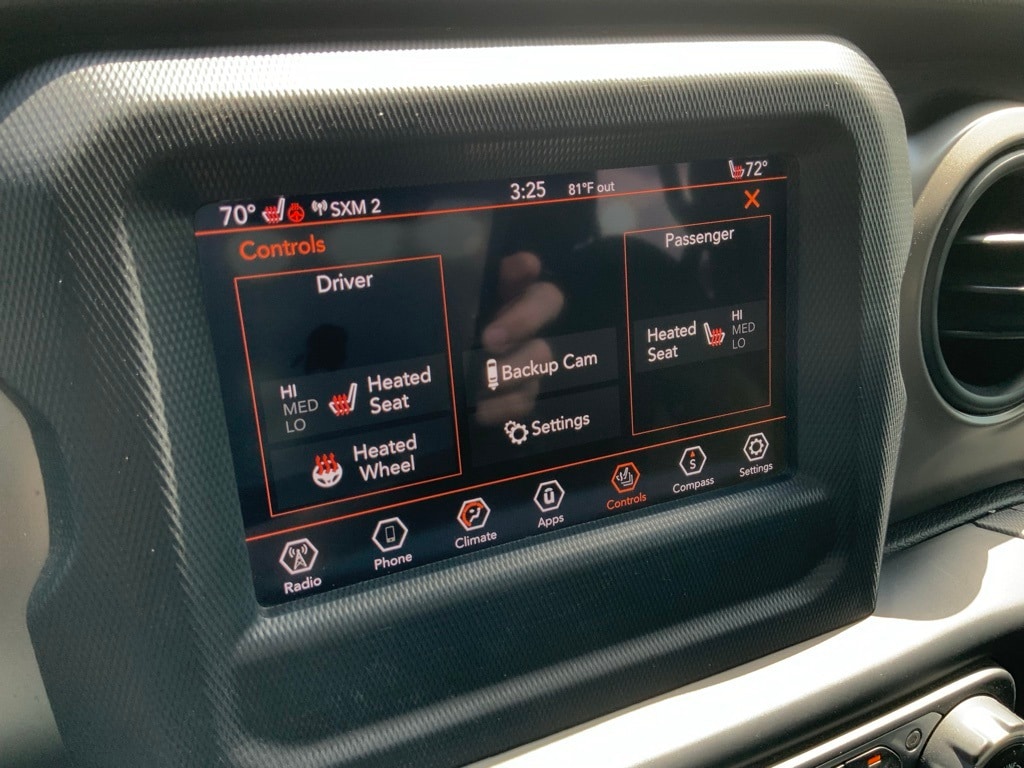 70° SXM 2 3:25 81°F out 72°
Controls
Driver
HI
MED
LO
Heated
Seat
Heated
Wheel
Backup Cam
Settings
Passenger
Heated
Seat
HI
MED
LO
Radio Phone Climate Apps Controls S Compass Settings